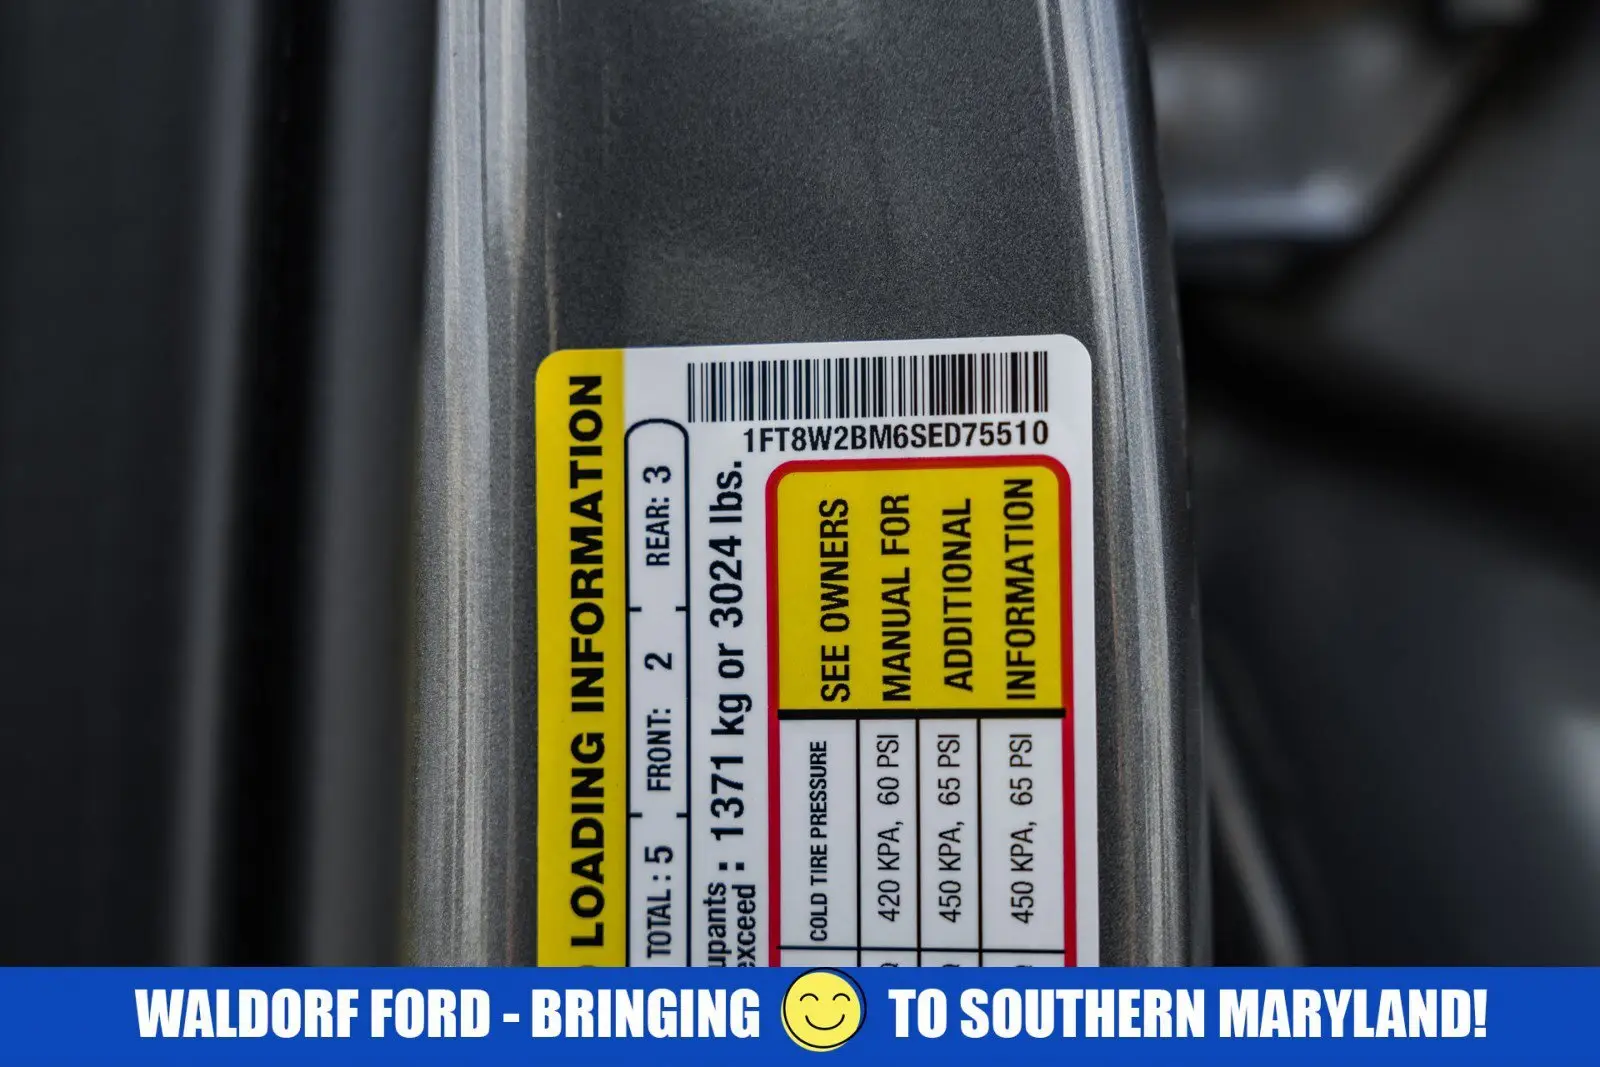 1FT8W2BM6SED75510
LOADING INFORMATION
TOTAL : 5 FRONT: 2 REAR: 3
: 1371 kg or 3024 lbs.
exceed
COLD TIRE PRESSURE
420 KPA, 60 PSI
450 KPA, 65 PSI
450 KPA, 65 PSI
SEE OWNERS
MANUAL FOR
ADDITIONAL
INFORMATION
WALDORF FORD - BRINGING TO SOUTHERN MARYLAND!